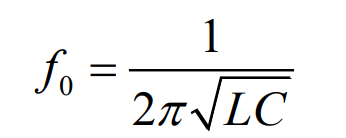 f₀ = 1 / 2π√LC